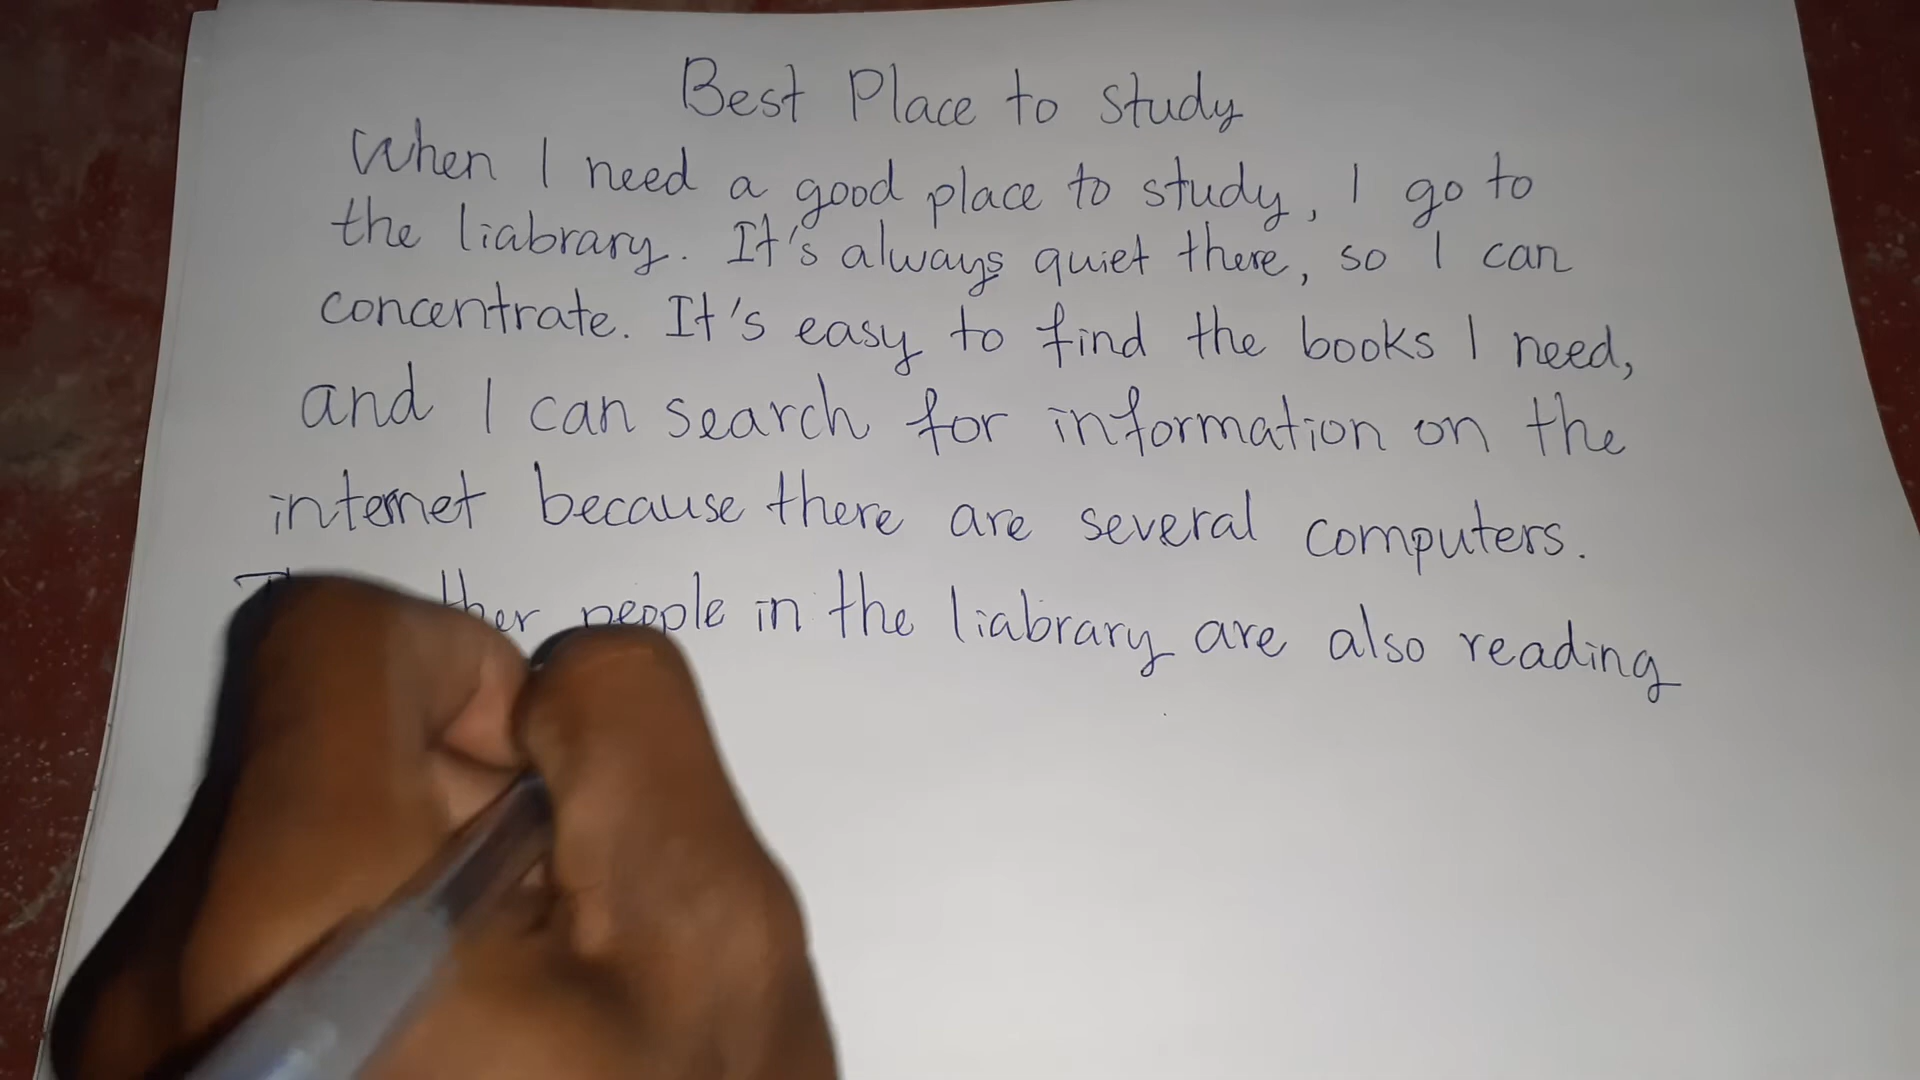 Best Place to study
When I need a good place to study, I go to
the liabrary. It's always quiet there, so I can
concentrate. It's easy to find the books I need,
and I can search for information on the
internet because there are several computers.
people in the liabrary are also reading